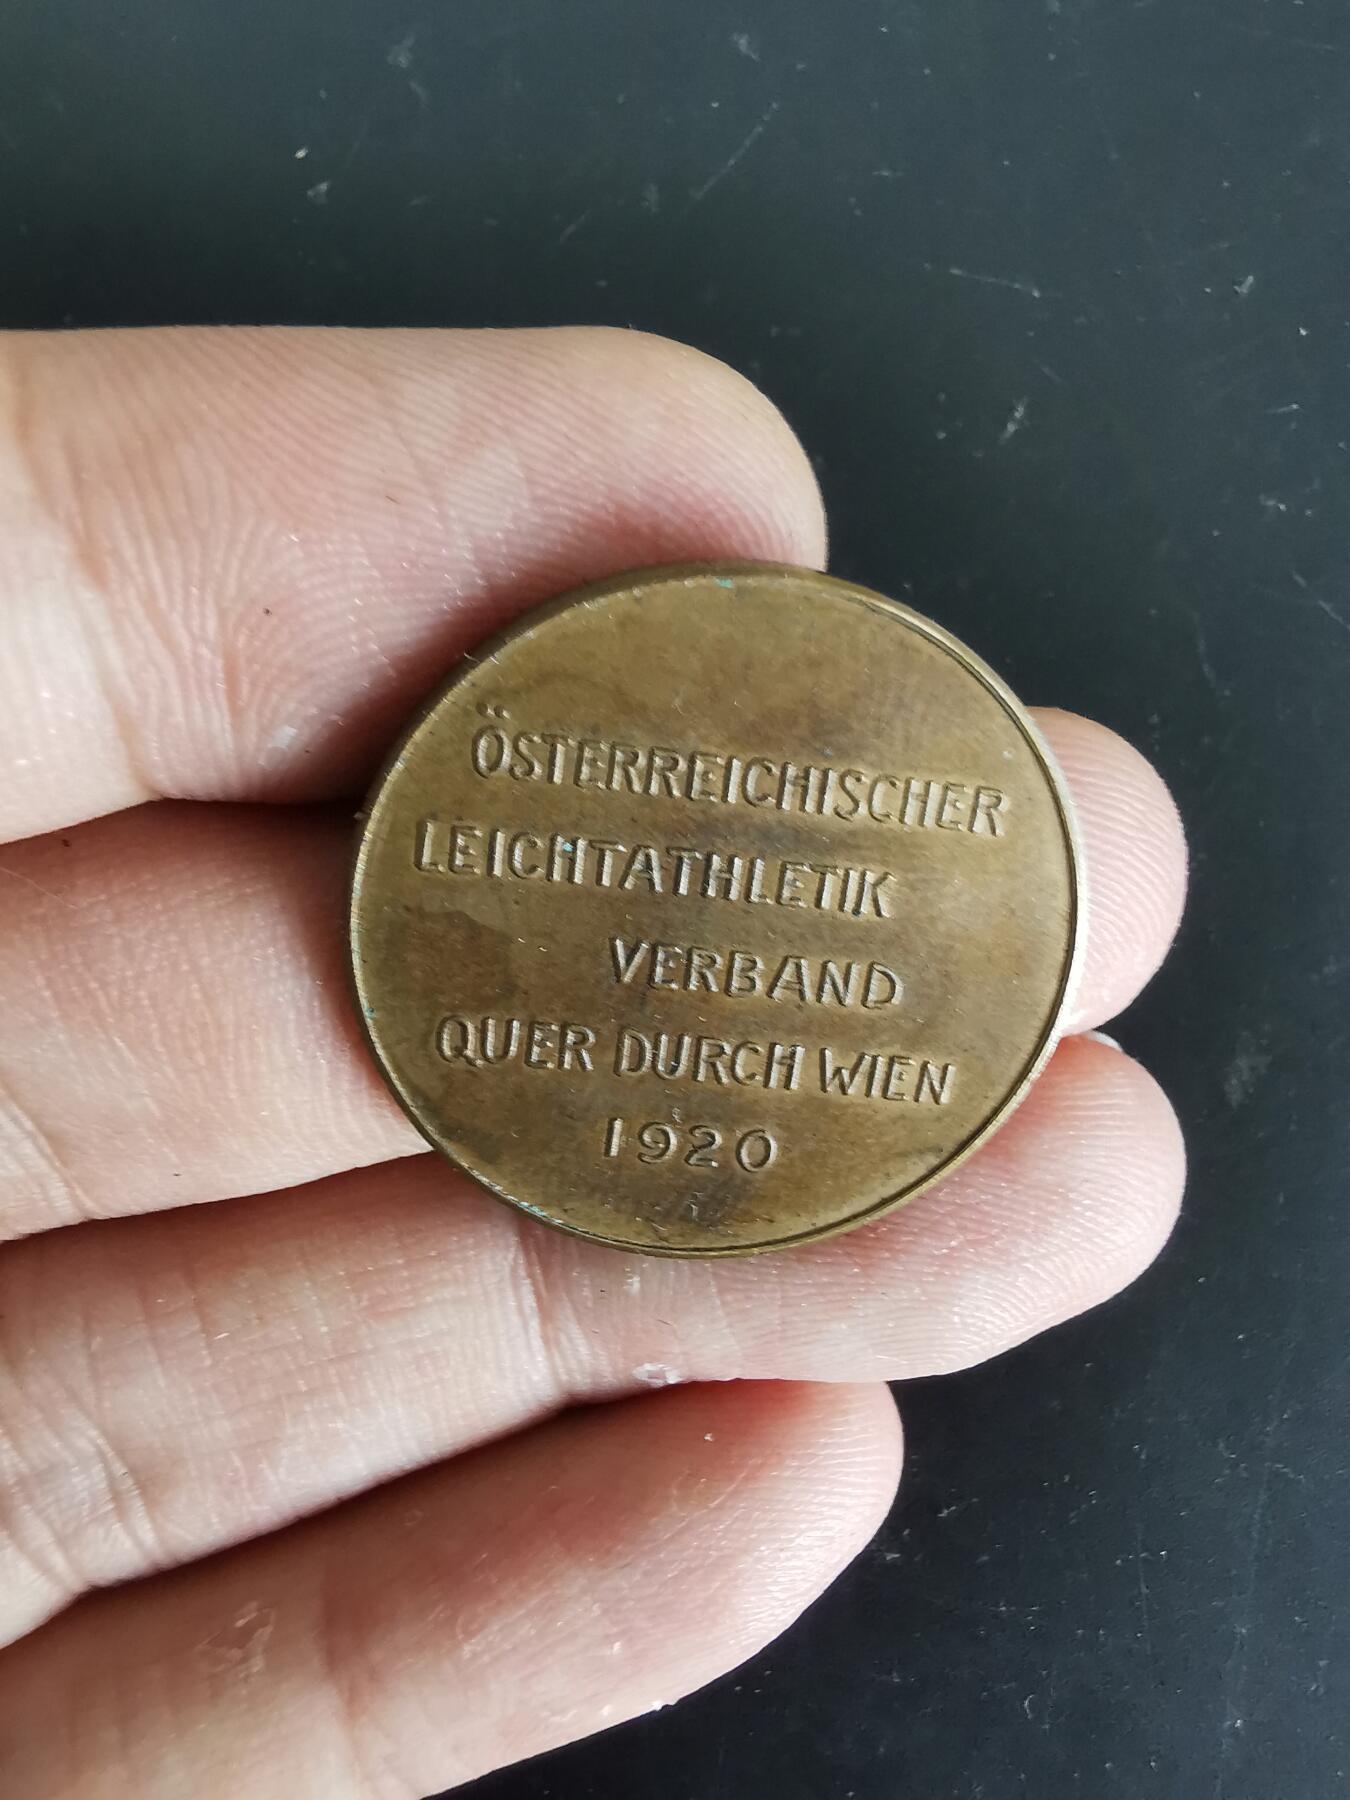 ÖSTERREICHISCHER
LEICHTATHLETIK
VERBAND
QUER DURCH WIEN
1920